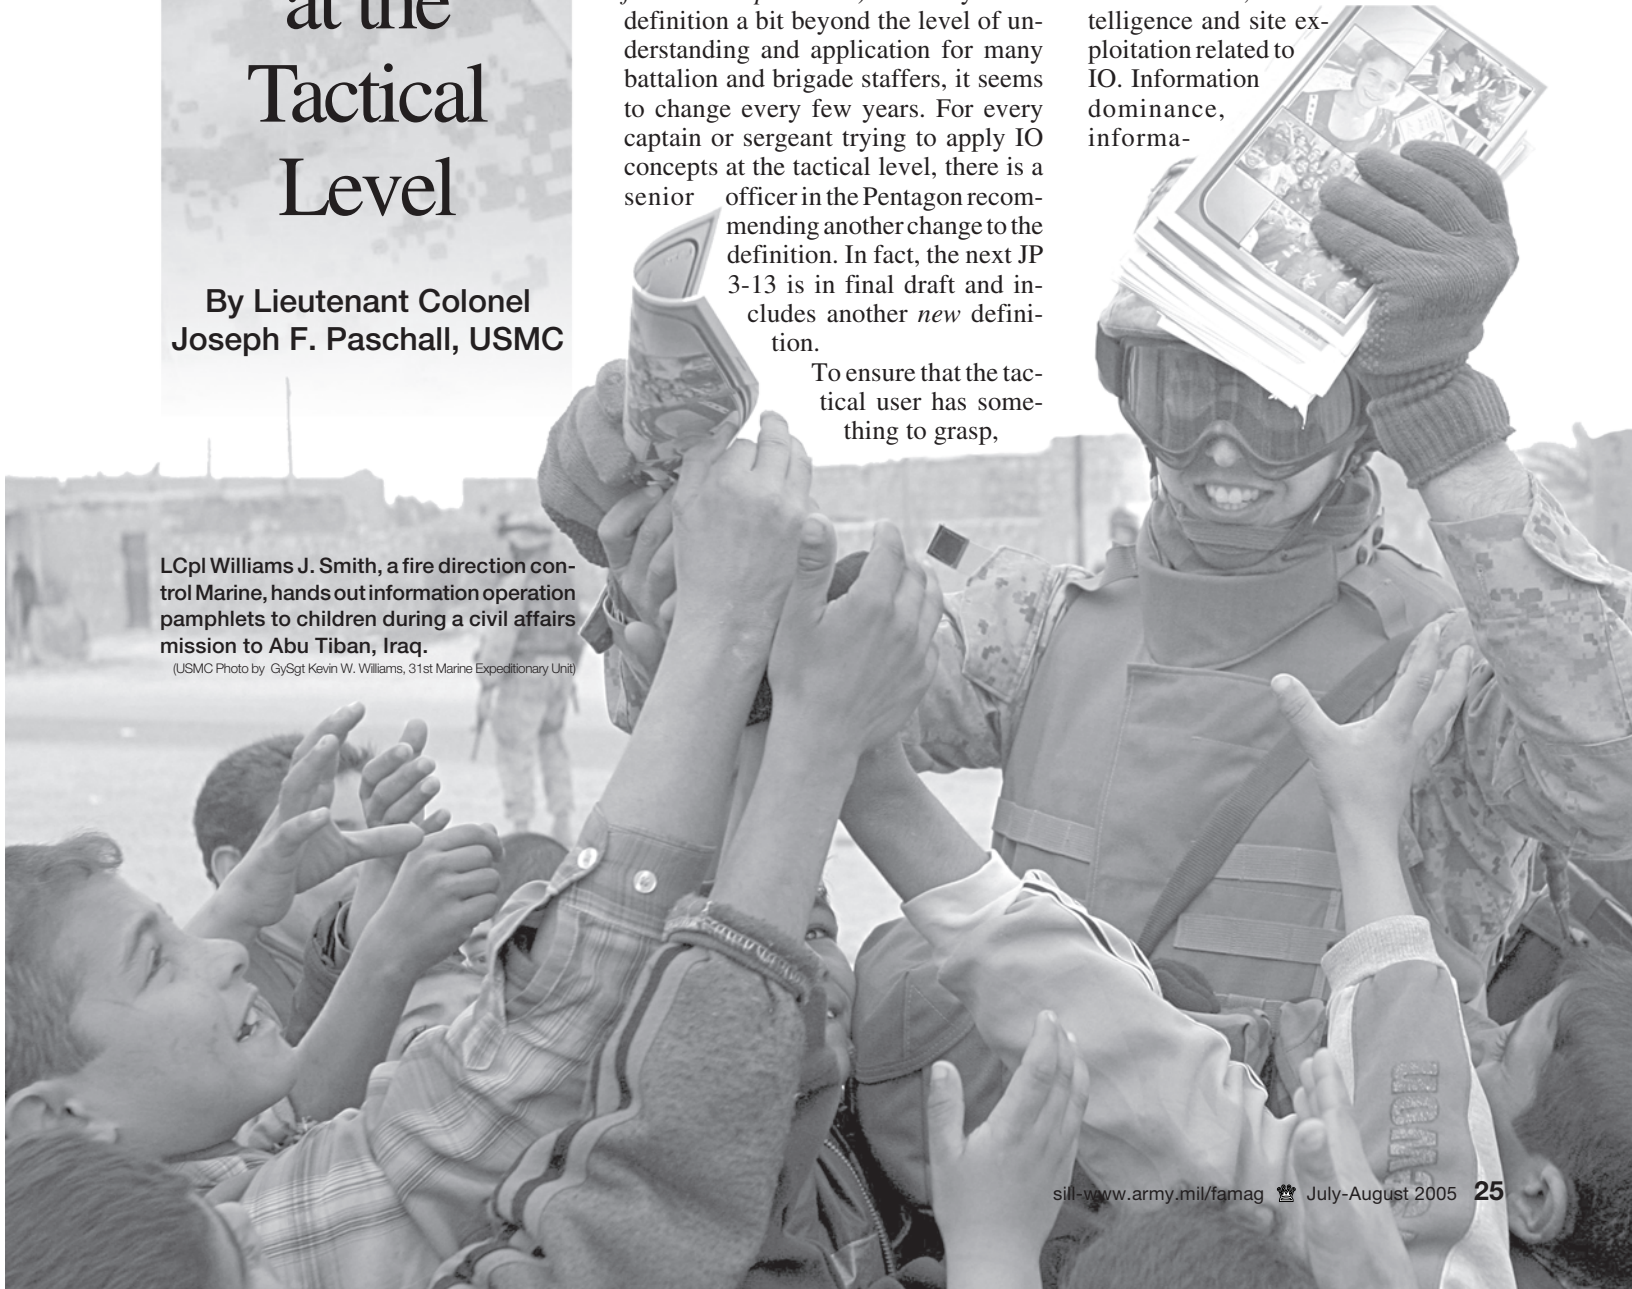 at the
Tactical
Level
By Lieutenant Colonel
Joseph F. Paschall, USMC
LCpl Williams J. Smith, a fire direction con-
trol Marine, hands out information operation
pamphlets to children during a civil affairs
mission to Abu Tiban, Iraq.
(USMC Photo by GySgt Kevin W. Williams, 31st Marine Expeditionary Unit)
definition a bit beyond the level of un-
derstanding and application for many
battalion and brigade staffers, it seems
to change every few years. For every
captain or sergeant trying to apply IO
concepts at the tactical level, there is a
senior officer in the Pentagon recom-
mending another change to the
definition. In fact, the next JP
3-13 is in final draft and in-
cludes another new defini-
tion.
To ensure that the tac-
tical user has some-
thing to grasp,
telligence and site ex-
ploitation related to
IO. Information
dominance,
informa-
sill-www.army.mil/famag July-August 2005 25